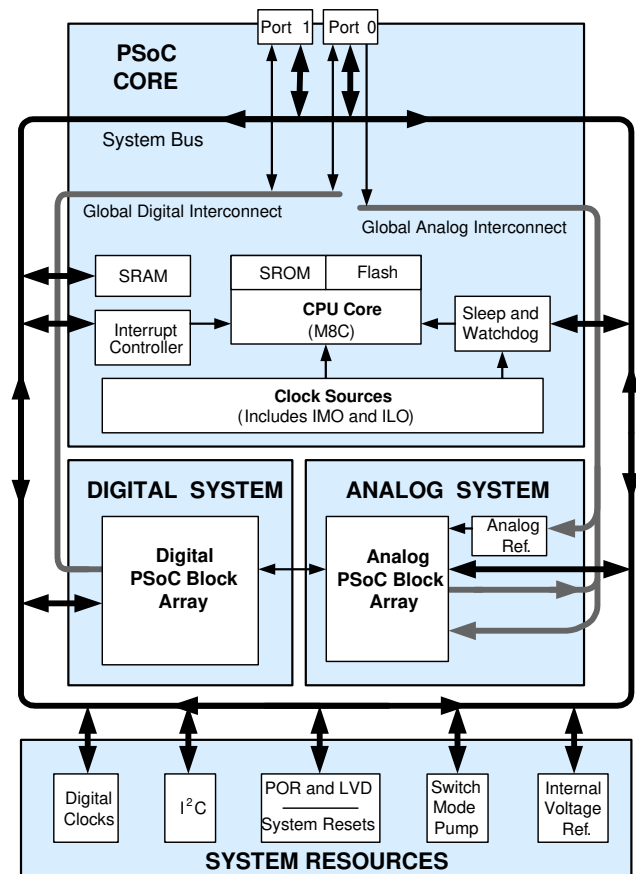 Port 1
Port 0
PSoC
CORE
System Bus
Global Digital Interconnect
Global Analog Interconnect
SRAM
SROM
Flash
CPU Core
(M8C)
Interrupt
Controller
Sleep and
Watchdog
Clock Sources
(Includes IMO and ILO)
DIGITAL SYSTEM
ANALOG SYSTEM
Digital
PSoC Block
Array
Analog
PSoC Block
Array
Analog
Ref.
Digital
Clocks
I²C
POR and LVD
System Resets
Switch
Mode
Pump
Internal
Voltage
Ref.
SYSTEM RESOURCES